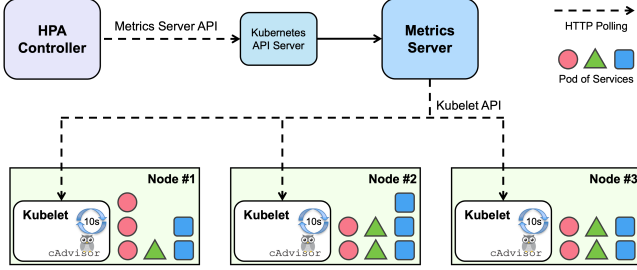 HPA
Controller
Metrics Server API
Kubernetes
API Server
Metrics
Server
HTTP Polling
Pod of Services
Kubelet API
Node #1
Kubelet
10s
cAdvisor
Node #2
Kubelet
10s
cAdvisor
Node #3
Kubelet
10s
cAdvisor